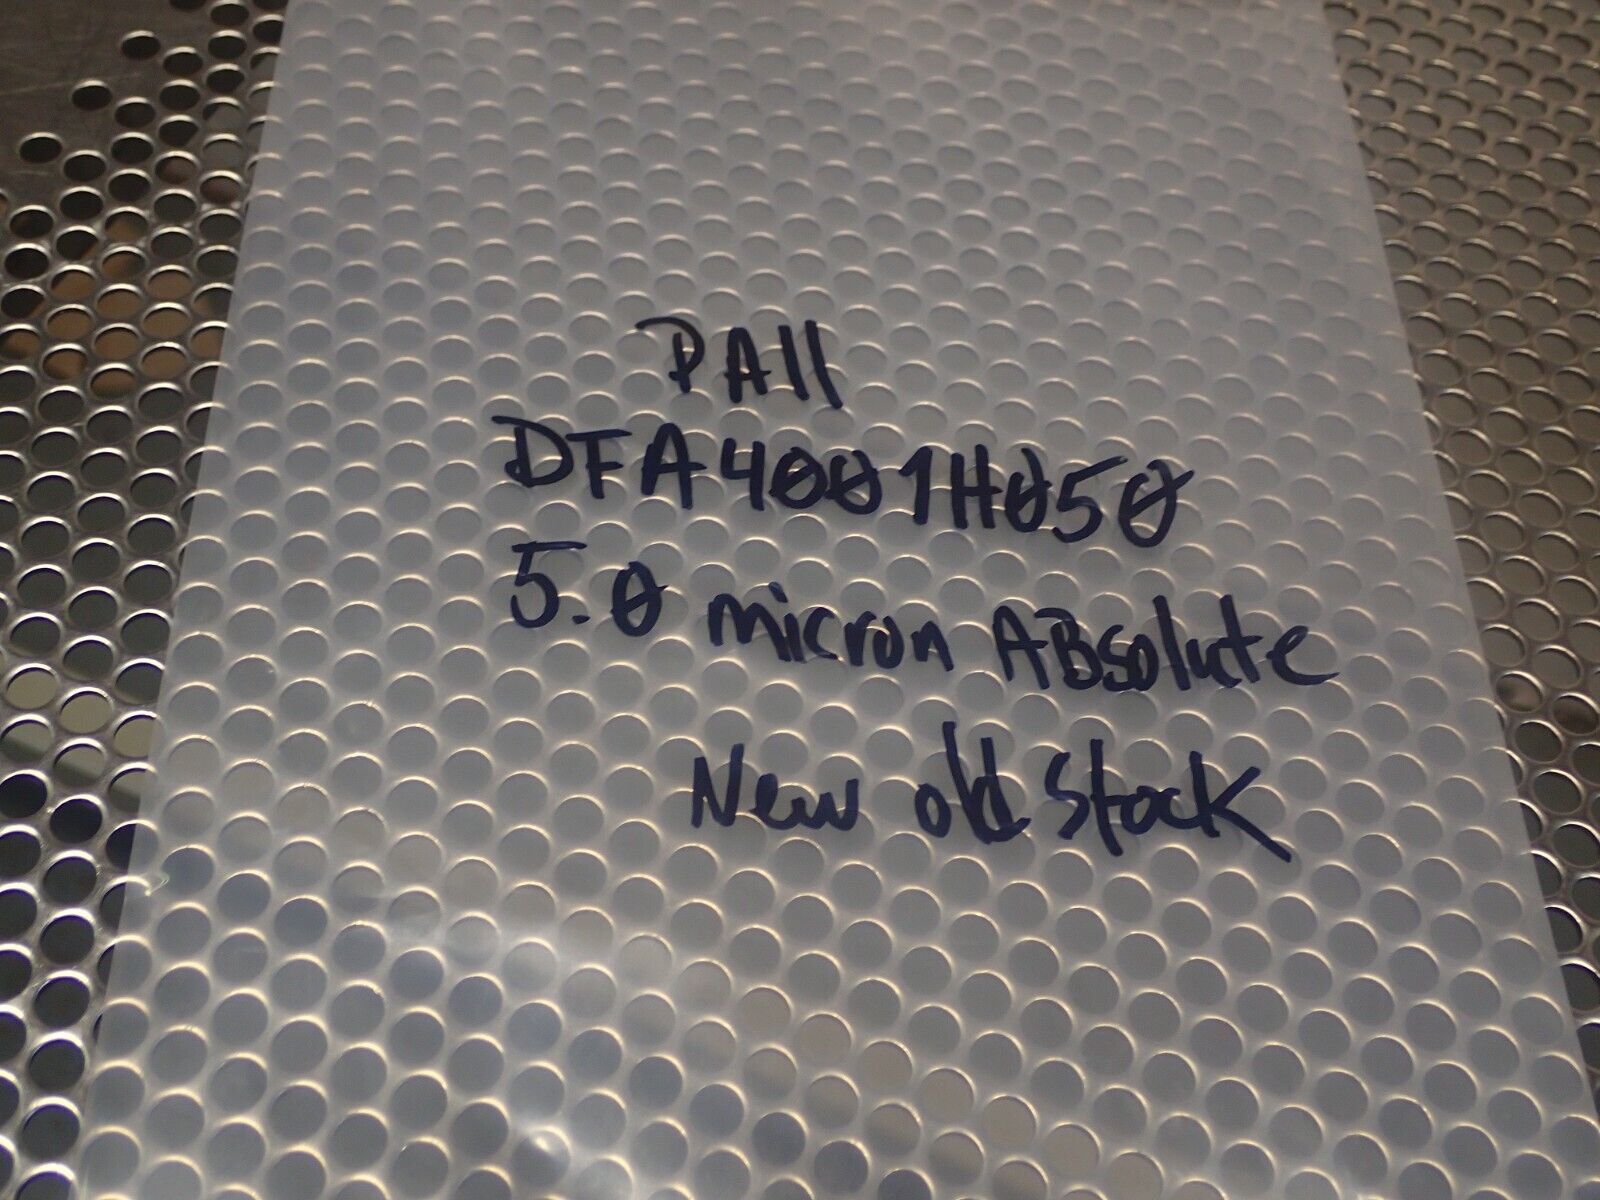 PAll
DFA4001H050
5.0 micron ABsolute
New old stock